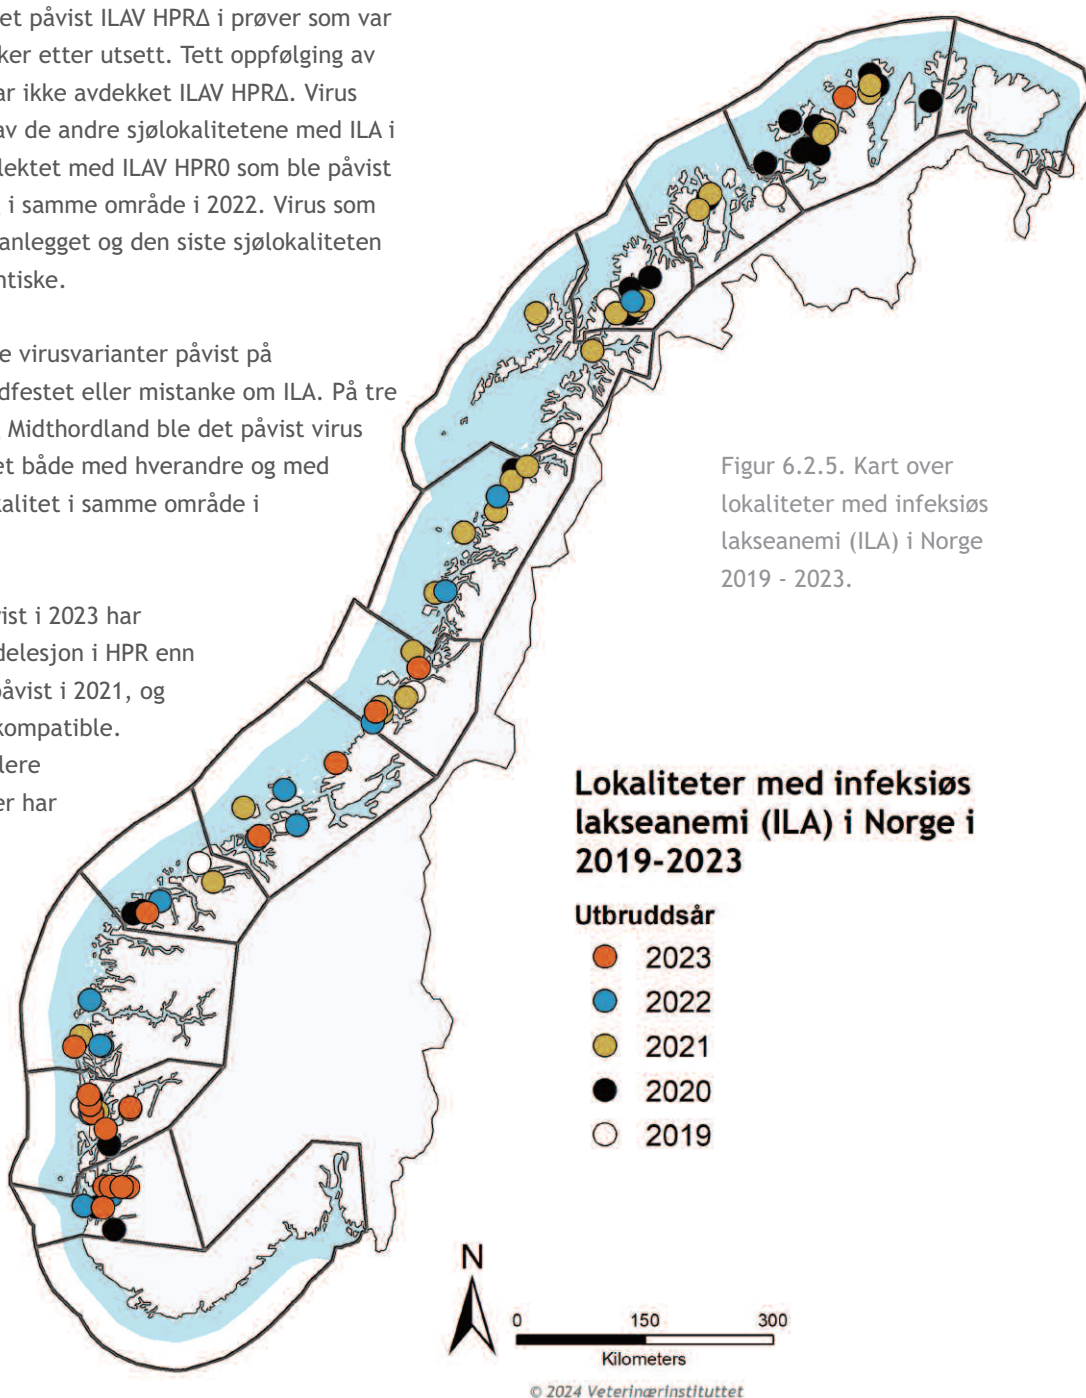 et påvist ILAV HPRΔ i prøver som var
ker etter utsett. Tett oppfølging av
ar ikke avdekket ILAV HPRΔ. Virus
av de andre sjølokalitetene med ILA i
lektet med ILAV HPR0 som ble påvist
i samme område i 2022. Virus som
anlegget og den siste sjølokaliteten
ntiske.
e virusvarianter påvist på
dfestet eller mistanke om ILA. På tre
Midthordland ble det påvist virus
et både med hverandre og med
kalitet i samme område i
vist i 2023 har
delesjon i HPR enn
påvist i 2021, og
kompatible.
lere
er har
Figur 6.2.5. Kart over
lokaliteter med infeksiøs
lakseanemi (ILA) i Norge
2019 - 2023.
Lokaliteter med infeksiøs
lakseanemi (ILA) i Norge i
2019-2023
Utbruddsår
2023
2022
2021
2020
2019
N
0 150 300
Kilometers
© 2024 Veterinærinstituttet